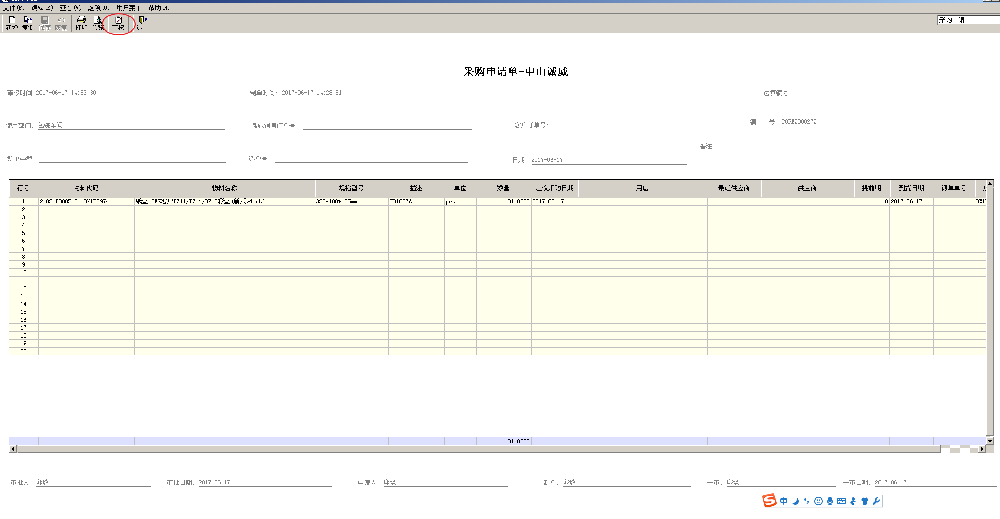 文件(F) 编辑(E) 查看(V) 选项(O) 用户菜单 帮助(H)
新增 复制 保存 恢复 打印 预览 审核 退出 采购申请
采购申请单-中山诚威
审核时间 2017-06-17 14:53:30 制单时间: 2017-06-17 14:28:51 运算编号
使用部门: 包装车间 鑫威销售订单号: 客户订单号: 编 号: POREQ008272
备注:
源单类型: 选单号: 日期: 2017-06-17
行号 物料代码 物料名称 规格型号 描述 单位 数量 建议采购日期 用途 最近供应商 供应商 提前期 到货日期 源单单号
1 2.02.B3005.01.BXH02974 纸盒-IES客户BZ11/BZ14/BZ15彩盒(新版v4ink) 320*100*135mm FB1007A pcs 101.0000 2017-06-17 0 2017-06-17 BXH
2
3
4
5
6
7
8
9
10
11
12
13
14
15
16
17
18
19
20
101.0000
审批人: 邱琰 审批日期: 2017-06-17 申请人: 邱琰 制单: 邱琰 一审: 邱琰 一审日期: 2017-06-17
S 中